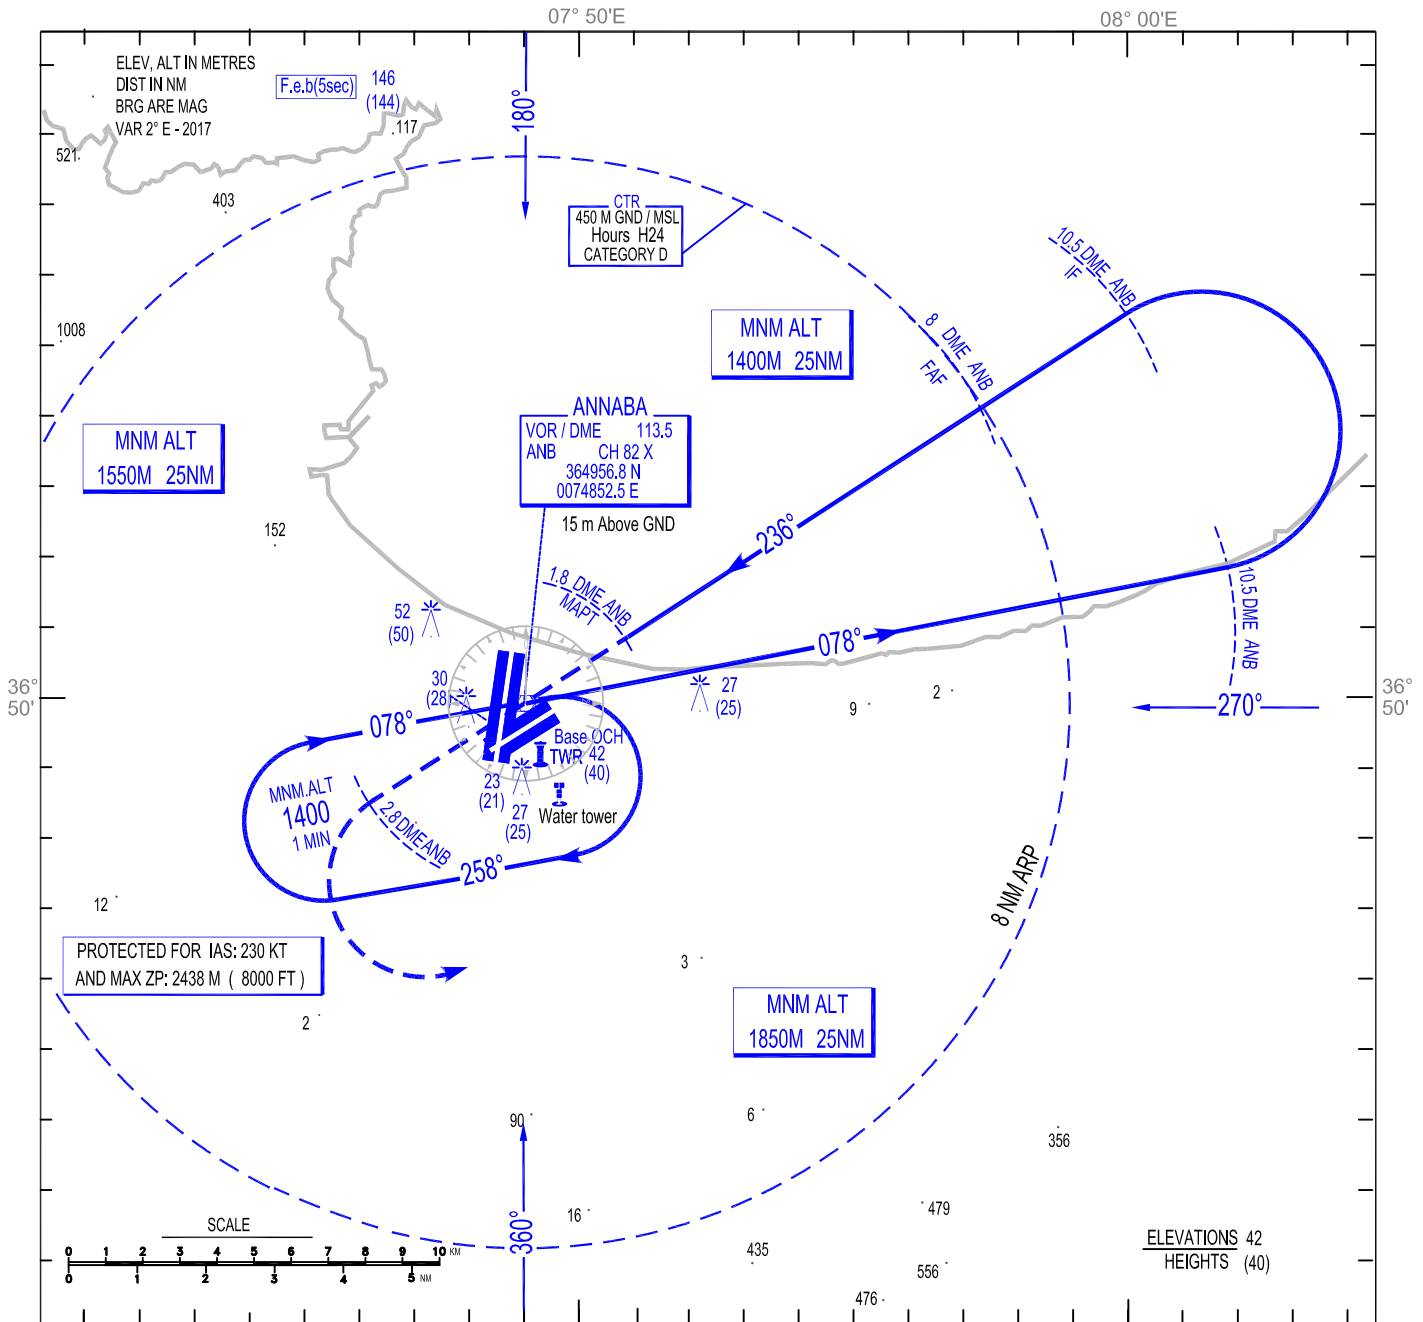 07° 50'E
08° 00'E
ELEV, ALT IN METRES
DIST IN NM
BRG ARE MAG
VAR 2° E - 2017
F.e.b(5sec)
146
(144)
117
521
403
180°
CTR
450 M GND / MSL
Hours H24
CATEGORY D
10.5 DME ANB
IF
1008
MNM ALT
1400M 25NM
8 DME ANB
FAF
ANNABA
VOR / DME 113.5
ANB CH 82 X
364956.8 N
0074852.5 E
15 m Above GND
MNM ALT
1550M 25NM
152
236°
1.8 DME ANB
MAPT
10.5 DME ANB
52
(50)
078°
36°
50'
30
(28)
27
(25)
2
9
270°
36°
50'
078°
Base OCH
TWR 42
(40)
23
(21)
27
(25)
Water tower
MNM.ALT
1400
1 MIN
2.8 DME ANB
258°
8 NM ARP
12
PROTECTED FOR IAS: 230 KT
AND MAX ZP: 2438 M ( 8000 FT )
3
2
MNM ALT
1850M 25NM
90
6
356
360°
16
479
435
556
476
SCALE
0 1 2 3 4 5 6 7 8 9 10 KM
0 1 2 3 4 5 NM
ELEVATIONS 42
HEIGHTS (40)